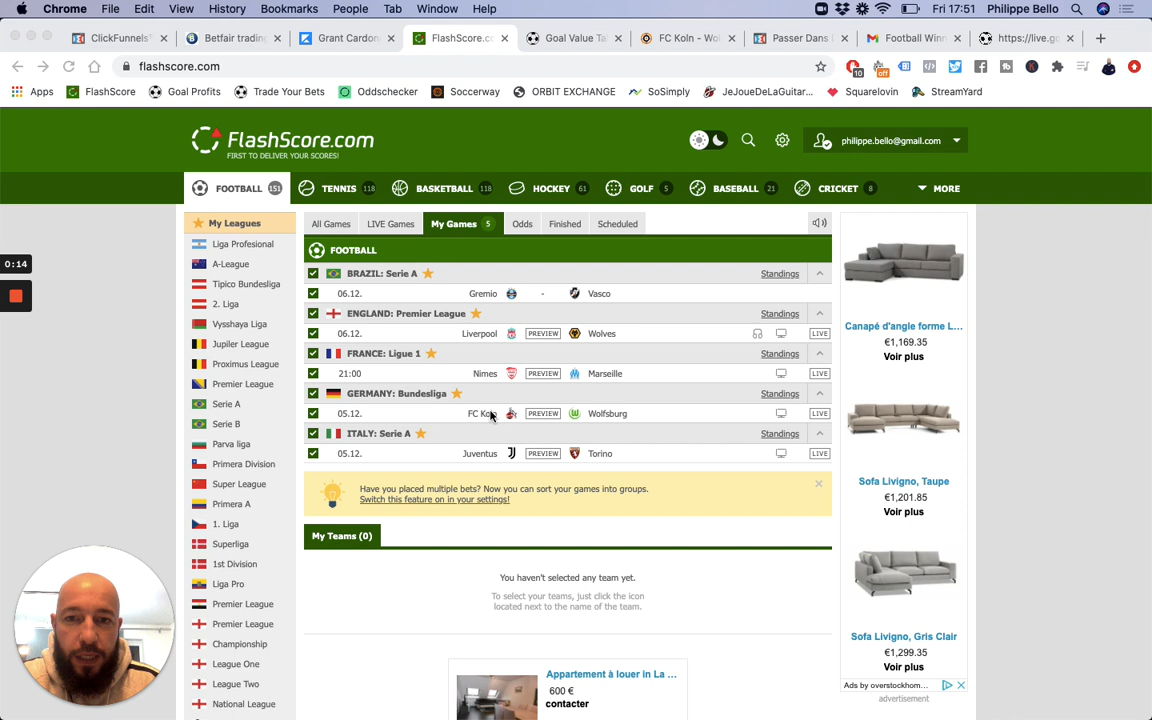 Chrome File Edit View History Bookmarks People Tab Window Help Fri 17:51 Philippe Bello
ClickFunnels™ Betfair trading Grant Cardon FlashScore.co Goal Value Ta FC Koln - Wol Passer Dans Gmail Football Winn https://live.go
flashscore.com 10 off
Apps FlashScore Goal Profits Trade Your Bets Oddschecker Soccerway ORBIT EXCHANGE SoSimply JeJoueDeLaGuitar... Squarelovin StreamYard
FlashScore.com
FIRST TO DELIVER YOUR SCORES!
philippe.bello@gmail.com
FOOTBALL 151 TENNIS 118 BASKETBALL 118 HOCKEY 61 GOLF 5 BASEBALL 21 CRICKET 8 MORE
My Leagues
Liga Profesional
A-League
Tipico Bundesliga
2. Liga
Vysshaya Liga
Jupiler League
Proximus League
Premier League
Serie A
Serie B
Parva liga
Primera Division
Super League
Primera A
1. Liga
Superliga
1st Division
Liga Pro
Premier League
Premier League
Championship
League One
League Two
National League
All Games LIVE Games My Games 5 Odds Finished Scheduled
FOOTBALL
BRAZIL: Serie A Standings
06.12. Gremio - Vasco
ENGLAND: Premier League Standings
06.12. Liverpool PREVIEW Wolves LIVE
FRANCE: Ligue 1 Standings
21:00 Nimes PREVIEW Marseille LIVE
GERMANY: Bundesliga Standings
05.12. FC Koln PREVIEW Wolfsburg LIVE
ITALY: Serie A Standings
05.12. Juventus PREVIEW Torino LIVE
Have you placed multiple bets? Now you can sort your games into groups.
Switch this feature on in your settings!
My Teams (0)
You haven't selected any team yet.
To select your teams, just click the icon
located next to the name of the team.
Appartement à louer in La ...
600 €
contacter
Canapé d'angle forme L...
€1,169.35
Voir plus
Sofa Livigno, Taupe
€1,201.85
Voir plus
Sofa Livigno, Gris Clair
€1,299.35
Voir plus
Ads by overstockhom...
advertisement
0:14